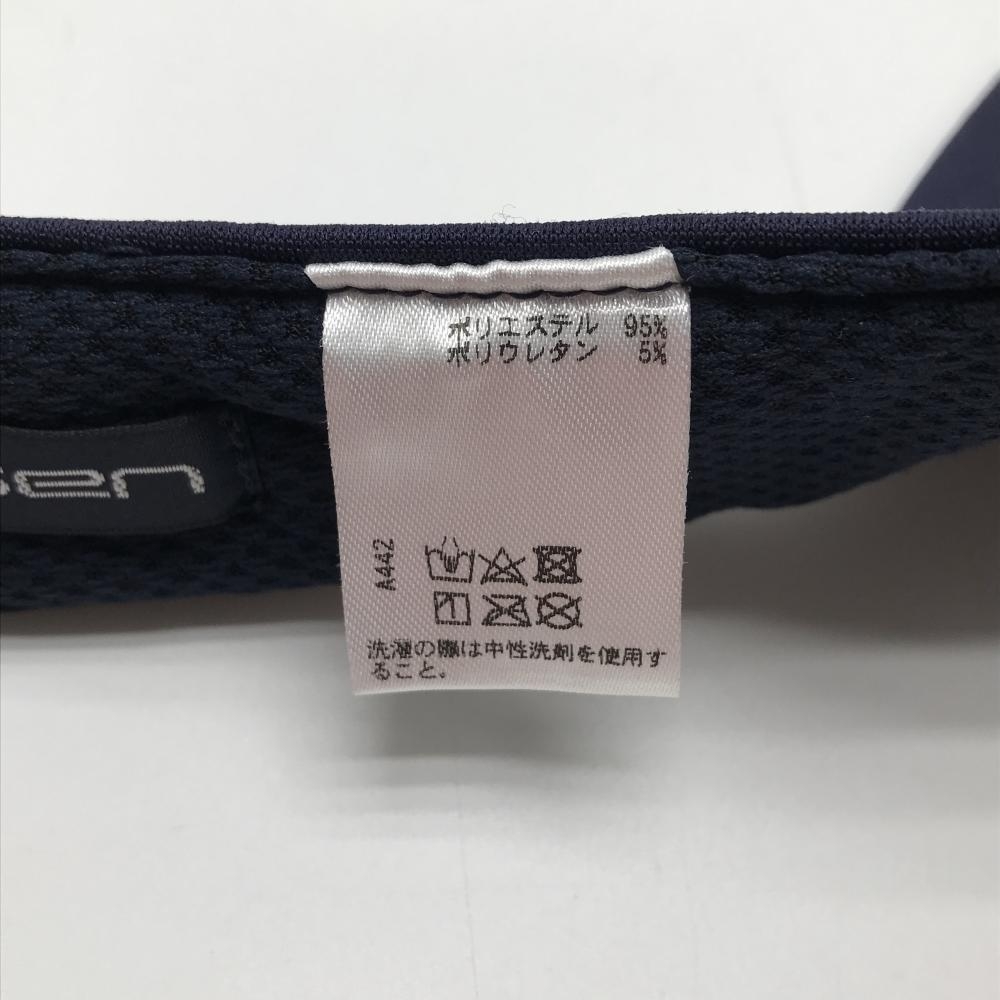 ポリエステル 95%
ポリウレタン 5%
sen
A442
洗濯の際は中性洗剤を使用す
ること。